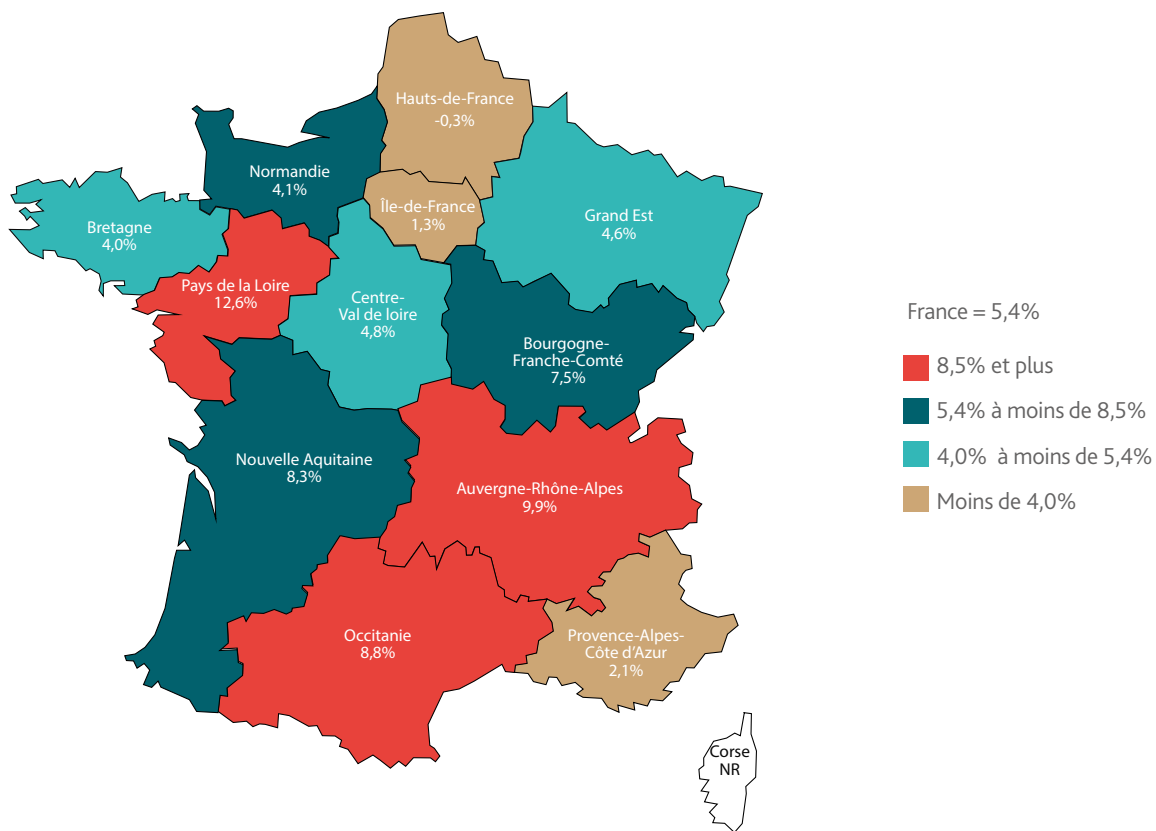 Hauts-de-France
-0,3%
Normandie
4,1%
Île-de-France
1,3%
Grand Est
4,6%
Bretagne
4,0%
Pays de la Loire
12,6%
Centre-
Val de loire
4,8%
Bourgogne-
Franche-Comté
7,5%
Nouvelle Aquitaine
8,3%
Auvergne-Rhône-Alpes
9,9%
Occitanie
8,8%
Provence-Alpes-
Côte d'Azur
2,1%
Corse
NR
France = 5,4%
8,5% et plus
5,4% à moins de 8,5%
4,0% à moins de 5,4%
Moins de 4,0%